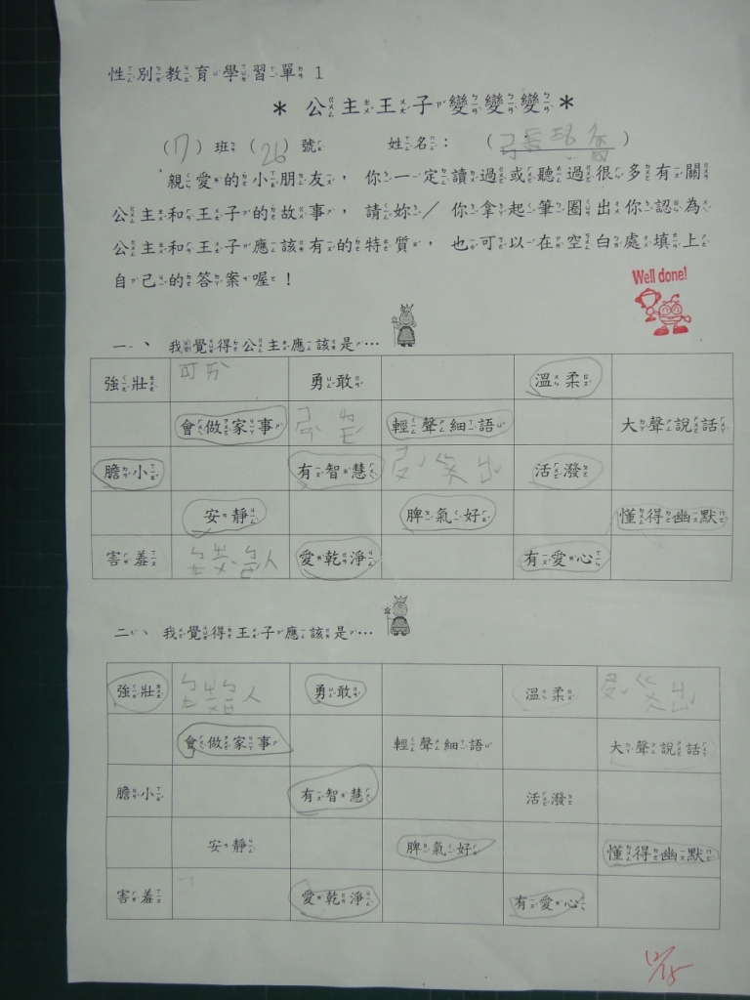 性別教育學習單 1
* 公主王子變變變 *
(7) 班 (26) 號 姓名：( )
親愛的小朋友，你一定讀過或聽過很多有關
公主和王子的故事，請妳／你拿起筆圈出你認為
公主和王子應該有的特質，也可以在空白處填上
自己的答案喔！
Well done!
一、我覺得公主應該是…
強壯 勇敢 溫柔
會做家事 輕聲細語 大聲說話
膽小 有智慧 活潑
安靜 脾氣好 懂得幽默
害羞 愛乾淨 有愛心
二、我覺得王子應該是…
強壯 勇敢 溫柔
會做家事 輕聲細語 大聲說話
膽小 有智慧 活潑
安靜 脾氣好 懂得幽默
害羞 愛乾淨 有愛心
12/15